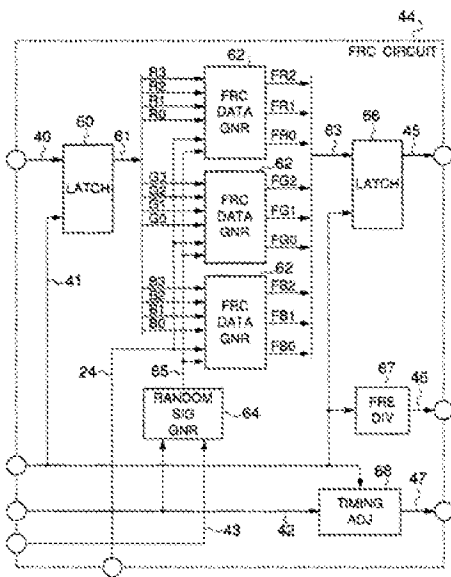 44
FRC CIRCUIT
62
R3
R2
R1
R0
FRC
DATA
GNR
FR2
FR1
FR0
40
60
61
LATCH
63
66
45
LATCH
62
G3
G2
G1
G0
FRC
DATA
GNR
FG2
FG1
FG0
41
62
B3
B2
B1
B0
FRC
DATA
GNR
FB2
FB1
FB0
24
65
RANDOM
SIG
GNR
64
67
FRE
DIV
46
68
43
42
TIMING
ADJ
47